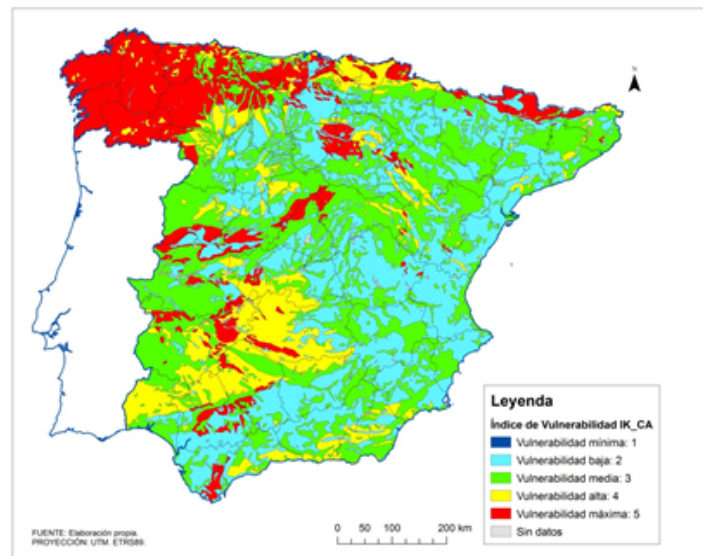 N
Leyenda
Índice de Vulnerabilidad IK_CA
Vulnerabilidad mínima: 1
Vulnerabilidad baja: 2
Vulnerabilidad media: 3
Vulnerabilidad alta: 4
Vulnerabilidad máxima: 5
Sin datos
FUENTE: Elaboración propia.
PROYECCIÓN: UTM. ETRS89.
0 50 100 200 km